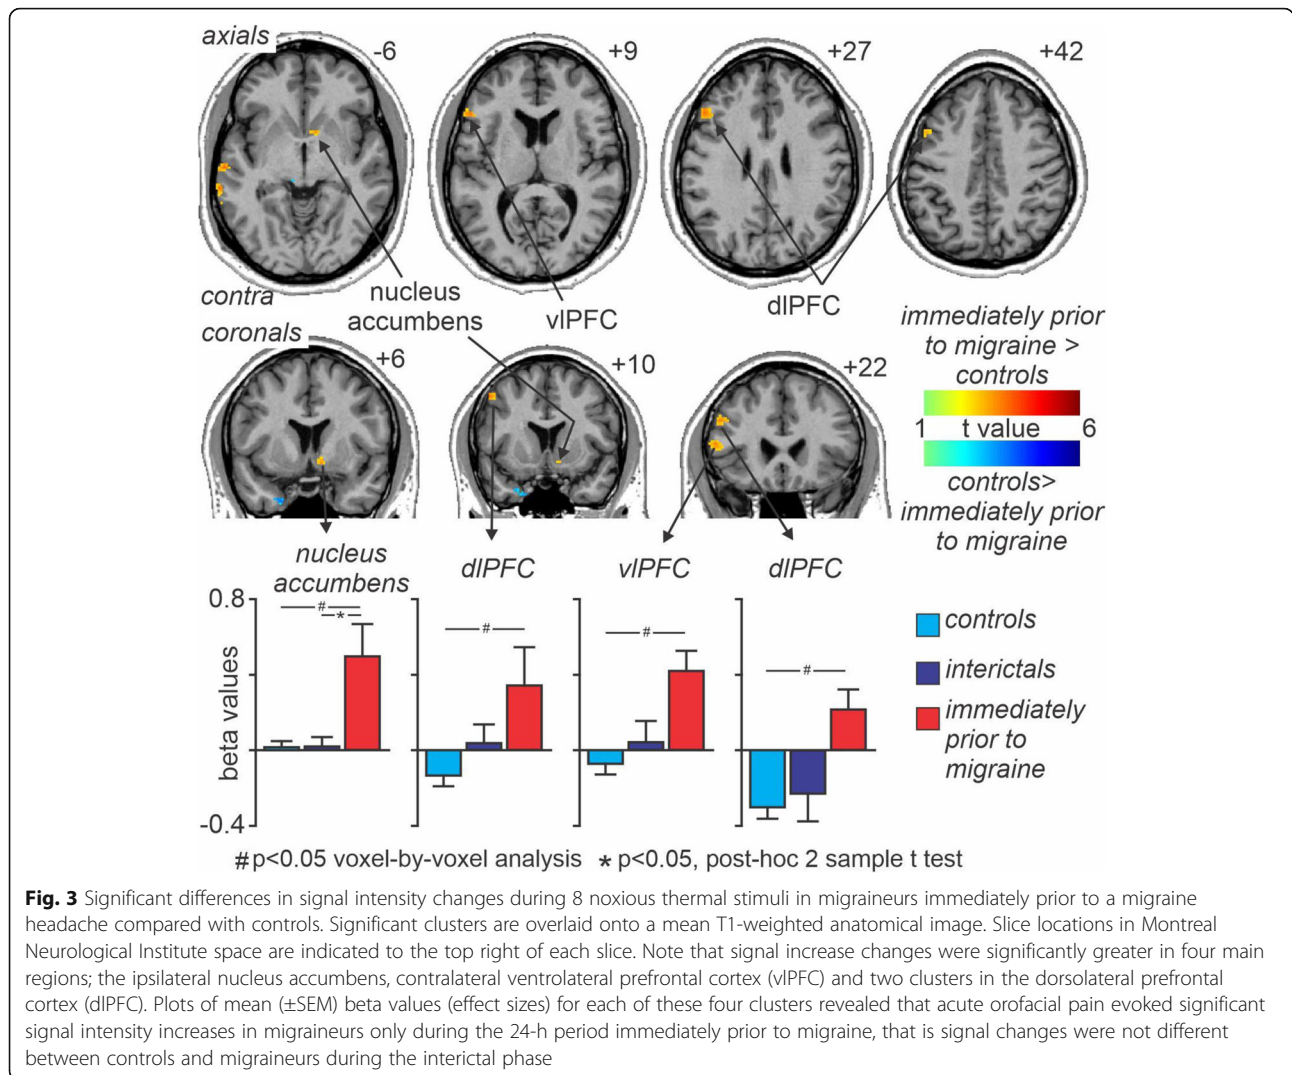 axials
-6
+9
+27
+42
contra
nucleus
accumbens
vlPFC
dlPFC
coronals
+6
+10
+22
immediately prior
to migraine >
controls
1 t value 6
controls>
immediately prior
to migraine
nucleus
accumbens
dlPFC
vlPFC
dlPFC
0.8
beta values
-0.4
#
*
#
#
#
controls
interictals
immediately
prior to
migraine
# p<0.05 voxel-by-voxel analysis * p<0.05, post-hoc 2 sample t test
Fig. 3 Significant differences in signal intensity changes during 8 noxious thermal stimuli in migraineurs immediately prior to a migraine
headache compared with controls. Significant clusters are overlaid onto a mean T1-weighted anatomical image. Slice locations in Montreal
Neurological Institute space are indicated to the top right of each slice. Note that signal increase changes were significantly greater in four main
regions; the ipsilateral nucleus accumbens, contralateral ventrolateral prefrontal cortex (vlPFC) and two clusters in the dorsolateral prefrontal
cortex (dlPFC). Plots of mean (±SEM) beta values (effect sizes) for each of these four clusters revealed that acute orofacial pain evoked significant
signal intensity increases in migraineurs only during the 24-h period immediately prior to migraine, that is signal changes were not different
between controls and migraineurs during the interictal phase